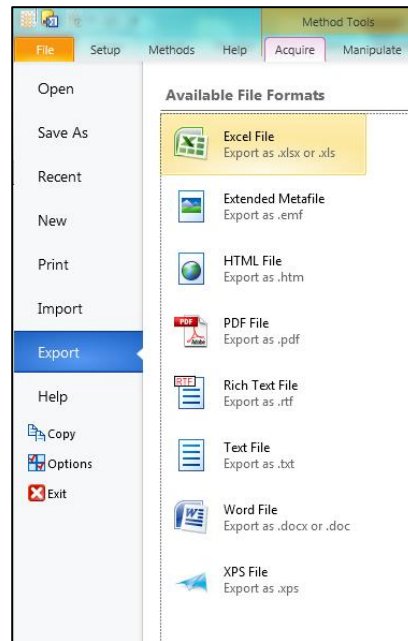 Method Tools
File Setup Methods Help Acquire Manipulate
Open
Save As
Recent
New
Print
Import
Export
Help
Copy
Options
Exit
Available File Formats
Excel File
Export as .xlsx or .xls
Extended Metafile
Export as .emf
HTML File
Export as .htm
PDF
Adobe
PDF File
Export as .pdf
RTF
Rich Text File
Export as .rtf
Text File
Export as .txt
W
Word File
Export as .docx or .doc
XPS File
Export as .xps